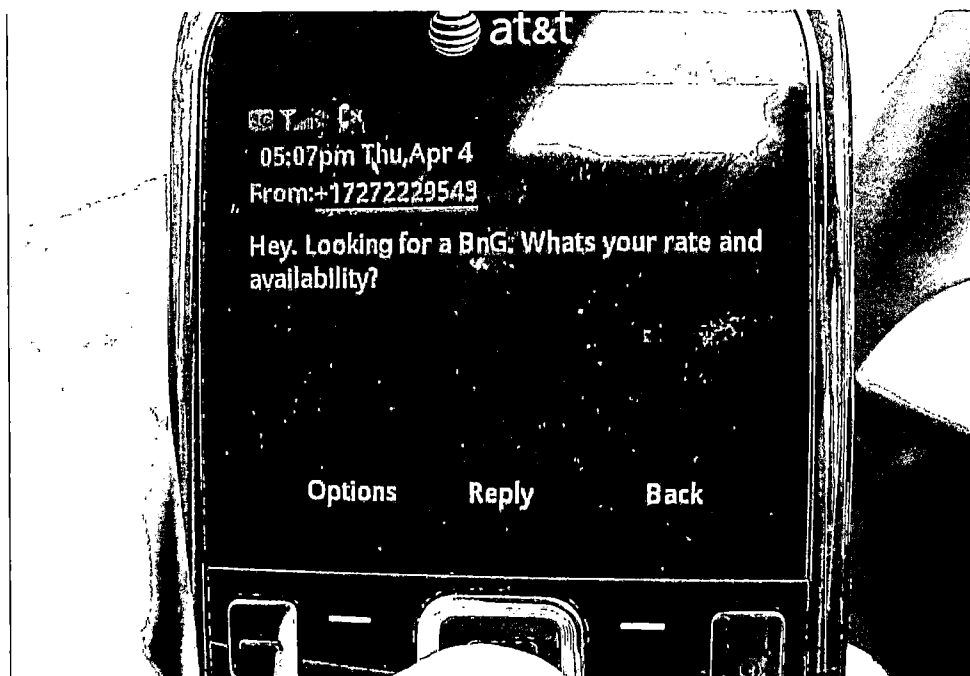 at&t
05:07pm Thu,Apr 4
From:+17272229549
Hey. Looking for a BnG. Whats your rate and
availability?
Options Reply Back